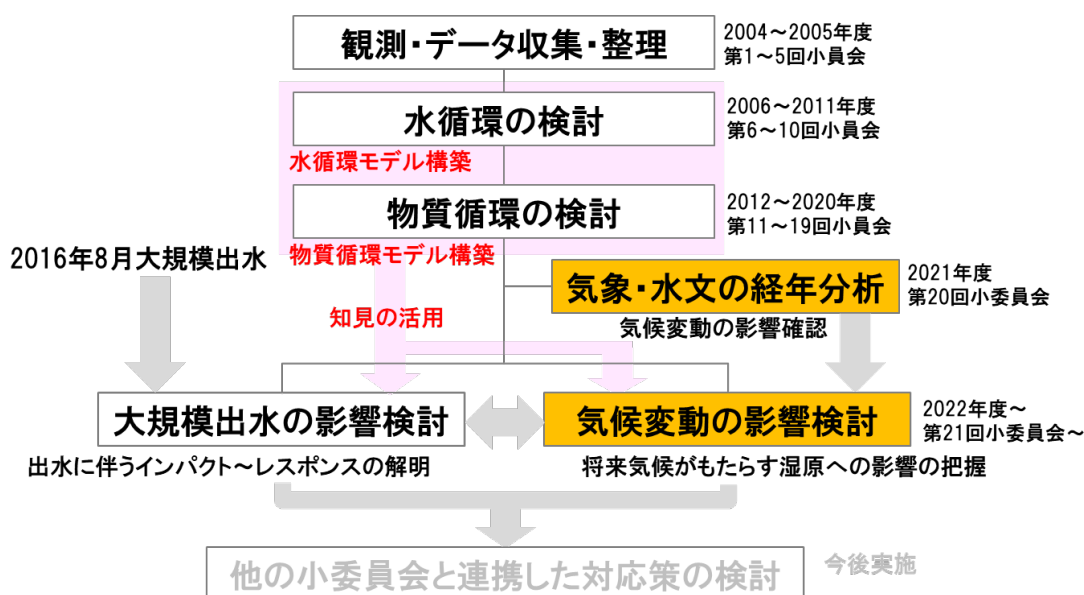 観測・データ収集・整理
2004～2005年度
第1～5回小員会
水循環の検討
2006～2011年度
第6～10回小員会
水循環モデル構築
物質循環の検討
2012～2020年度
第11～19回小員会
物質循環モデル構築
2016年8月大規模出水
気象・水文の経年分析
2021年度
第20回小委員会
知見の活用
気候変動の影響確認
大規模出水の影響検討
気候変動の影響検討
2022年度～
第21回小委員会～
出水に伴うインパクト～レスポンスの解明
将来気候がもたらす湿原への影響の把握
他の小委員会と連携した対応策の検討
今後実施